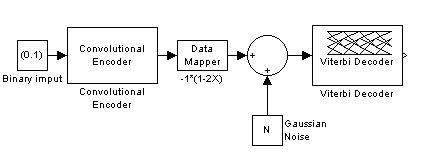 (0.1)
Binary imput
Convolutional
Encoder
Convolutional
Encoder
Data
Mapper
-1*(1-2X)
+
+
N
Gaussian
Noise
Viterbi Decoder
Viterbi Decoder